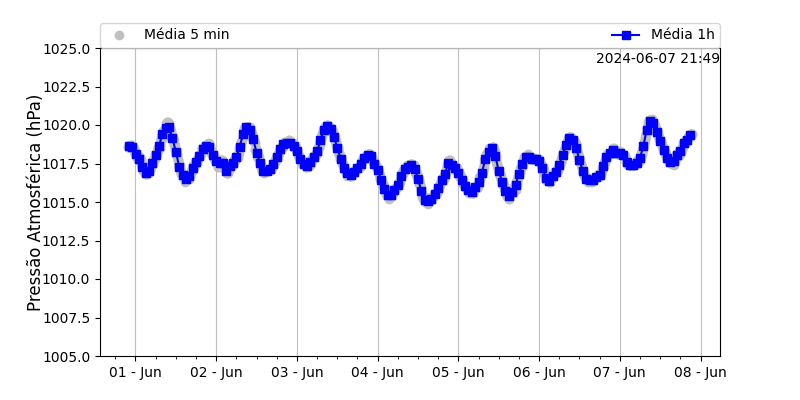 Média 5 min
Média 1h
2024-06-07 21:49
Pressão Atmosférica (hPa)
1025.0
1022.5
1020.0
1017.5
1015.0
1012.5
1010.0
1007.5
1005.0
01 - Jun
02 - Jun
03 - Jun
04 - Jun
05 - Jun
06 - Jun
07 - Jun
08 - Jun